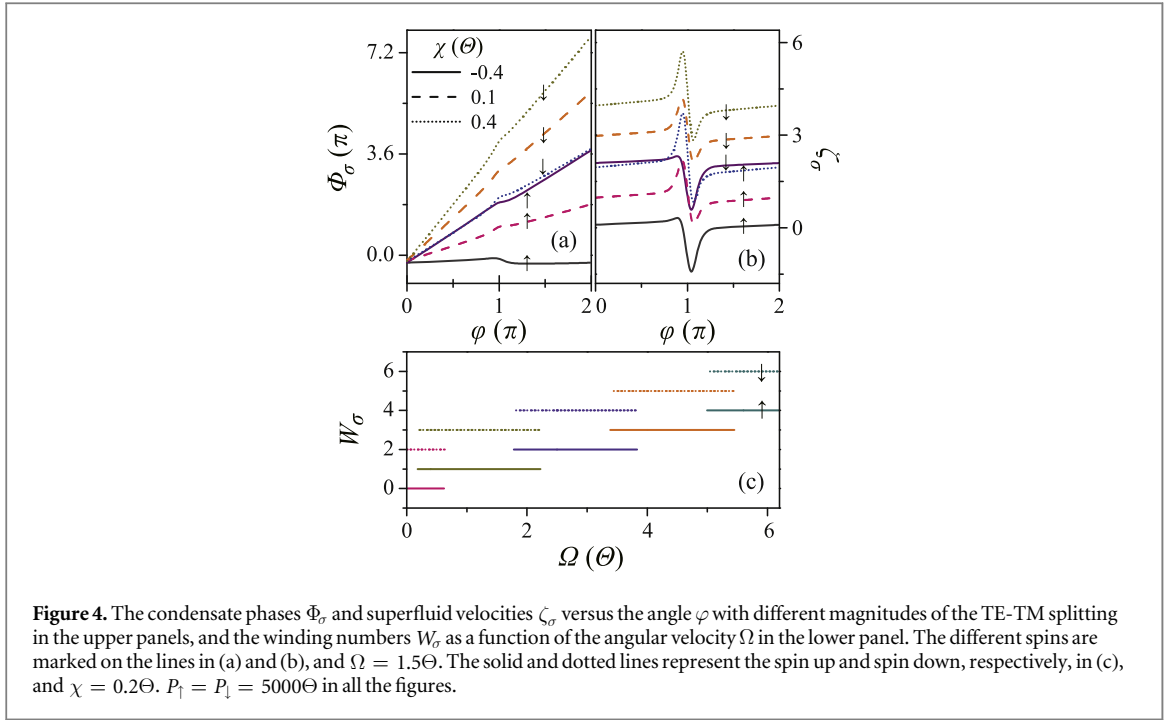 7.2
3.6
0.0
Φσ (π)
χ (Θ)
-0.4
0.1
0.4
↓
↓
↓
↑
↑
↑
(a)
0
1
2
φ (π)
6
3
0
ζσ
↓
↓
↓
↑
↑
↑
(b)
0
1
2
φ (π)
6
4
2
0
Wσ
↓
↑
(c)
0
2
4
6
Ω (Θ)
Figure 4. The condensate phases Φσ and superfluid velocities ζσ versus the angle φ with different magnitudes of the TE-TM splitting
in the upper panels, and the winding numbers Wσ as a function of the angular velocity Ω in the lower panel. The different spins are
marked on the lines in (a) and (b), and Ω = 1.5Θ. The solid and dotted lines represent the spin up and spin down, respectively, in (c),
and χ = 0.2Θ. P↑ = P↓ = 5000Θ in all the figures.